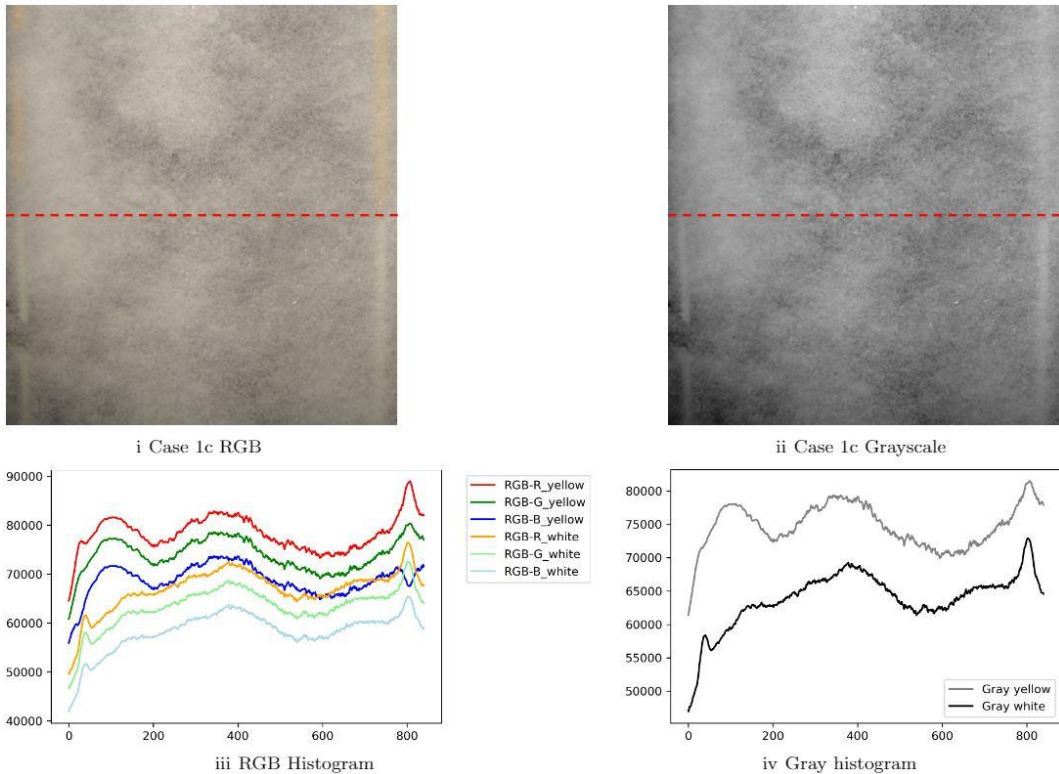 i Case 1c RGB
ii Case 1c Grayscale
90000
80000
70000
60000
50000
40000
0
200
400
600
800
RGB-R_yellow
RGB-G_yellow
RGB-B_yellow
RGB-R_white
RGB-G_white
RGB-B_white
iii RGB Histogram
80000
75000
70000
65000
60000
55000
50000
0
200
400
600
800
Gray yellow
Gray white
iv Gray histogram